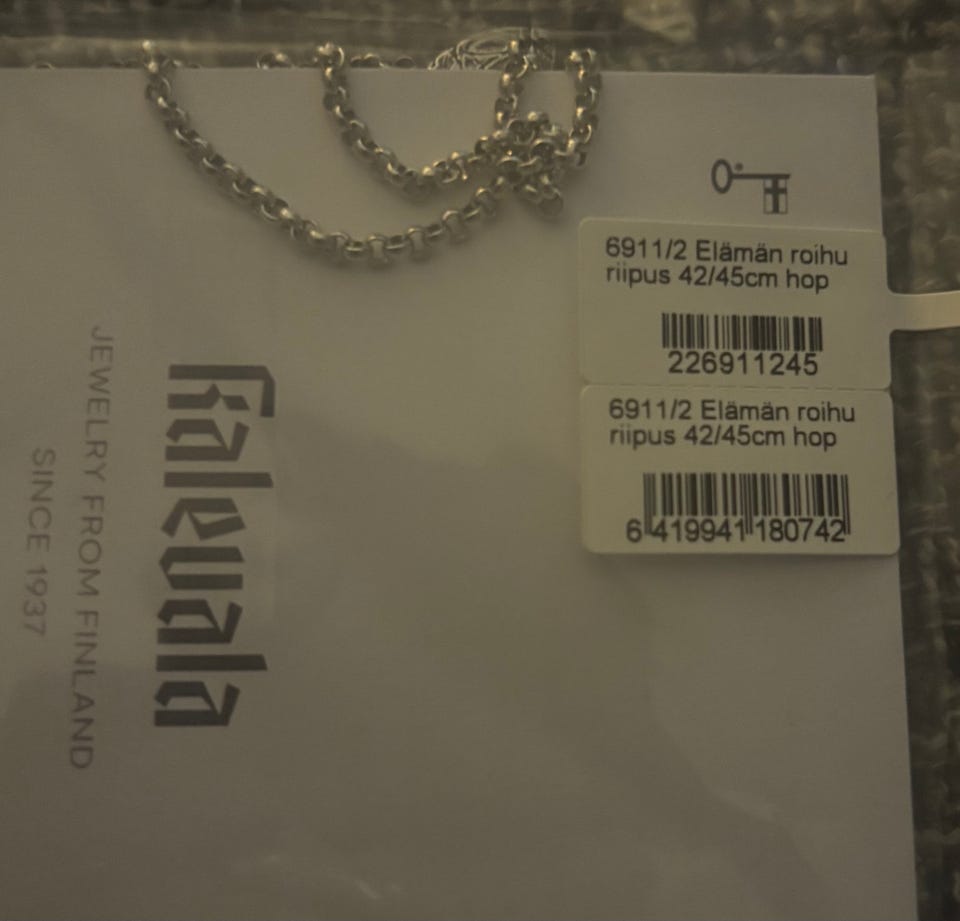 6911/2 Elämän roihu
riipus 42/45cm hop
226911245
6911/2 Elämän roihu
riipus 42/45cm hop
6 419941 180742
kalevala
JEWELRY FROM FINLAND
SINCE 1937